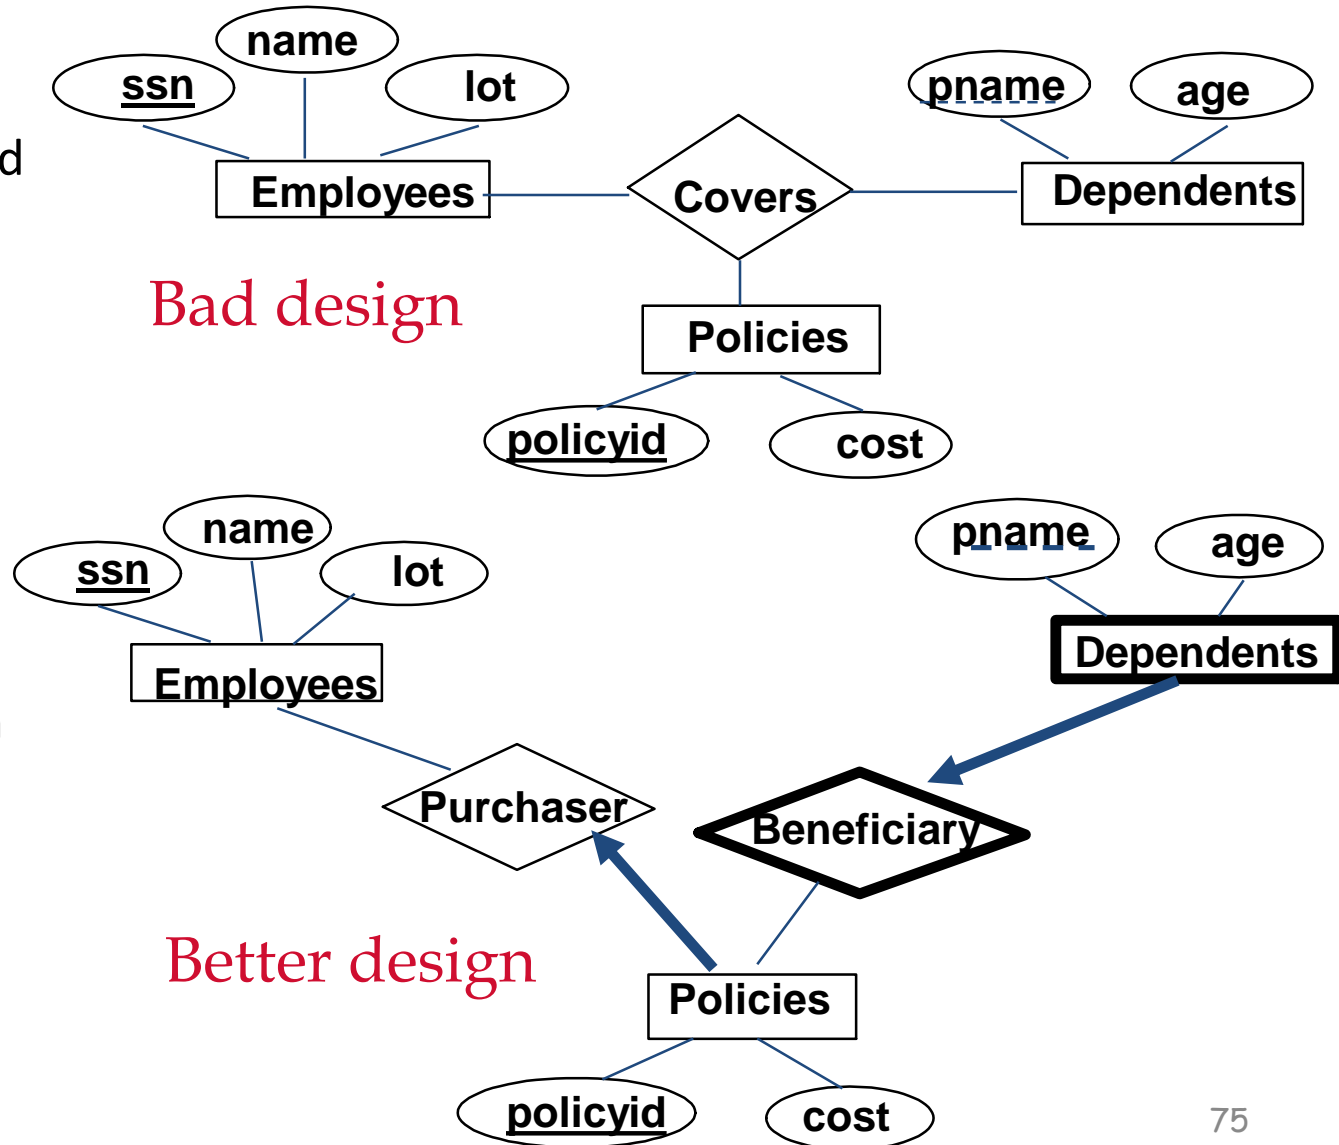 name
ssn
lot
pname
age
d
Employees
Covers
Dependents
Bad design
Policies
policyid
cost
name
ssn
lot
pname
age
Employees
Dependents
Purchaser
Beneficiary
Better design
Policies
policyid
cost
75